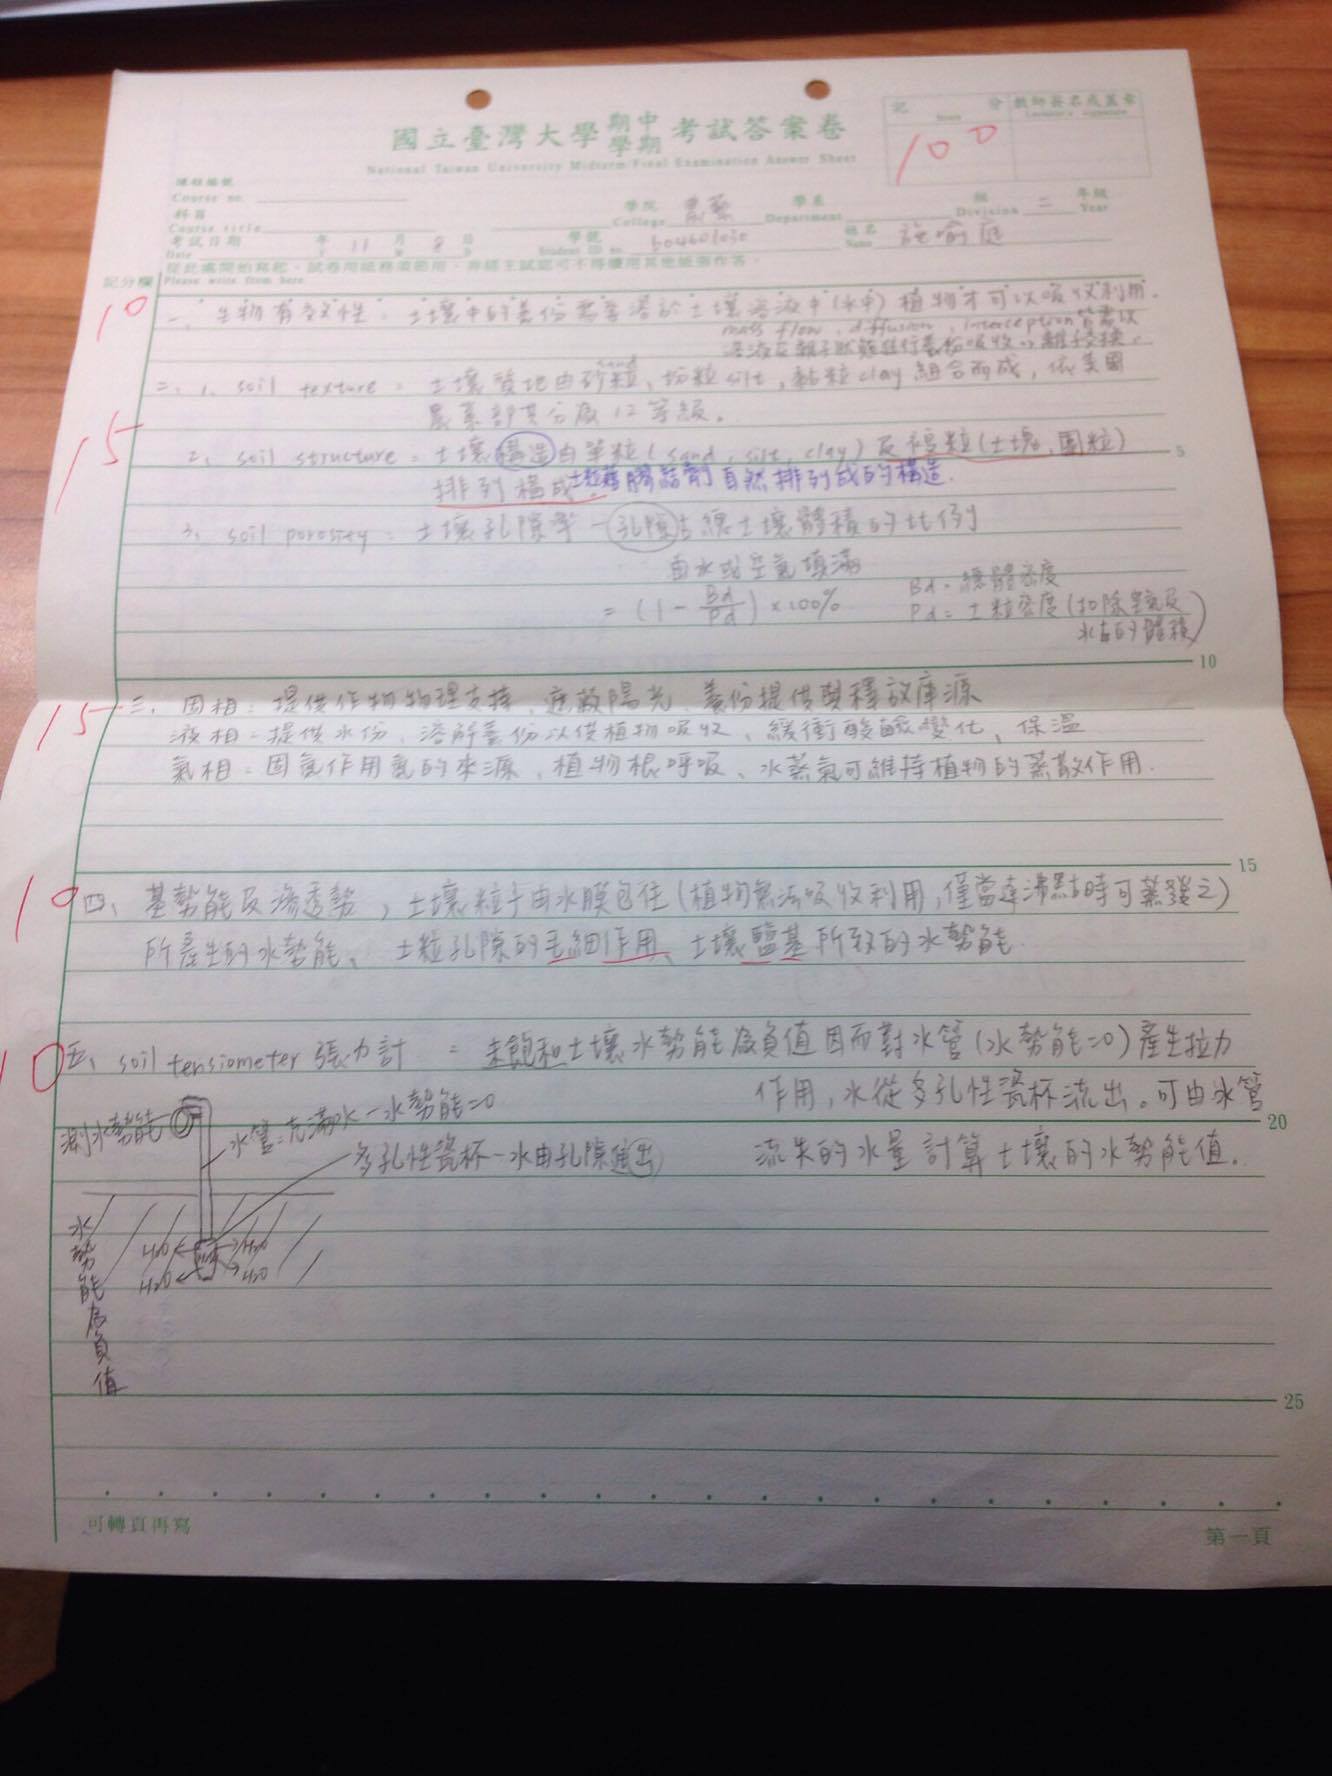 國立臺灣大學 期中學期 考試答案卷
National Taiwan University Midterm/Final Examination Answer Sheet
記 分 教師簽名或蓋章
Score Lecturer's signature
100
課程編號
Course no.
學院 農藝 學系 組 二 年級
College Department Division Year
科目
Course title
考試日期 年 11 月 8 日 學號 b04601030 姓名 施喻庭
Date Student ID no. Name
從此處開始寫起,試卷用紙務須節用,非經主試認可不得續用其他紙張作答。
記分欄 Please write from here
10 一、生物有效性:土壤中的養份需要溶於土壤溶液中(水中)植物才可以吸收利用.
mass flow、diffusion、interception皆需以
溶液
二、1. soil texture = 土壤質地由砂粒sand、坋粒silt,黏粒clay組合而成,依美國
農業部其分成12等級。
15 2. soil structure = 土壤構造由單粒(sand, silt, clay)及複粒(土塊,團粒)
排列構成。土粒藉膠結劑自然排列成的構造.
3. soil porosity = 土壤孔隙率-孔隙占總土壤體積的比例
由水或空氣填滿
= (1 - Bd/Pd) × 100% Bd = 總體密度
Pd = 土粒密度(扣除空氣及
水占的體積)
10
15 三、固相:提供作物物理支持、遮蔽陽光、養份提供與釋放庫源
液相=提供水份、溶解養份以供植物吸收、緩衝酸鹼變化、保溫
氣相=固氮作用氮的來源、植物根呼吸、水蒸氣可維持植物的蒸散作用.
15
10 四、基勢能及滲透勢,土壤粒子由水膜包住(植物無法吸收利用,僅當達沸點時可蒸發之)
所產生的水勢能、土粒孔隙的毛細作用、土壤鹽基所致的水勢能.
10 五、soil tensiometer 張力計 = 未飽和土壤水勢能為負值因而對水管(水勢能=0)產生拉力
作用,水從多孔性瓷杯流出。可由水管
20
流失的水量計算土壤的水勢能值.
測水勢能
水管:充滿水-水勢能=0
多孔性瓷杯-水由孔隙進出
水勢能為負值
H2O H2O
H2O H2O
25
可轉頁再寫
第一頁